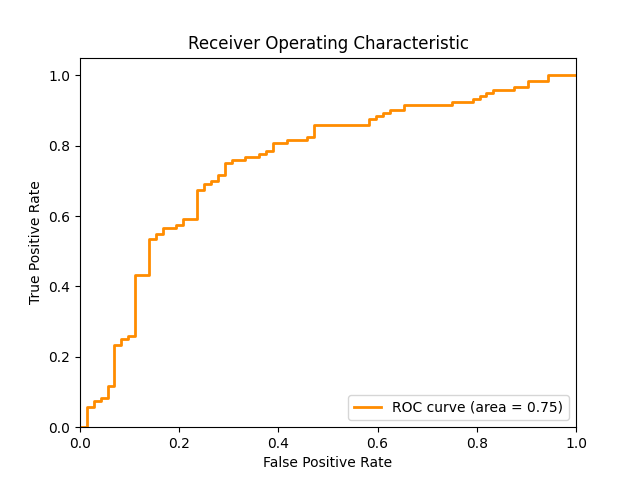 Receiver Operating Characteristic
1.0
0.8
0.6
0.4
0.2
0.0
True Positive Rate
ROC curve (area = 0.75)
0.0 0.2 0.4 0.6 0.8 1.0
False Positive Rate